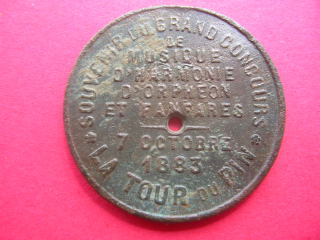 SOUVENIR DU GRAND CONCOURS
DE
MUSIQUE
D'HARMONIE
D'ORPHEON
ET FANFARES
7 OCTOBRE
1883
LA TOUR DU PIN